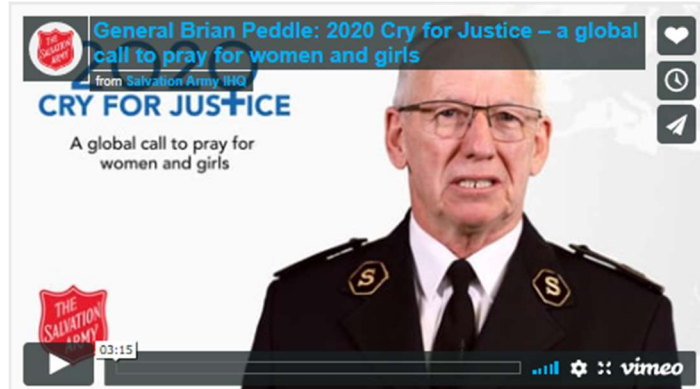 General Brian Peddle: 2020 Cry for Justice – a global
call to pray for women and girls
from Salvation Army IHQ
THE
SALVATION
ARMY
2020
CRY FOR JUSTICE
A global call to pray for
women and girls
S S
THE
SALVATION
ARMY
03:15
vimeo